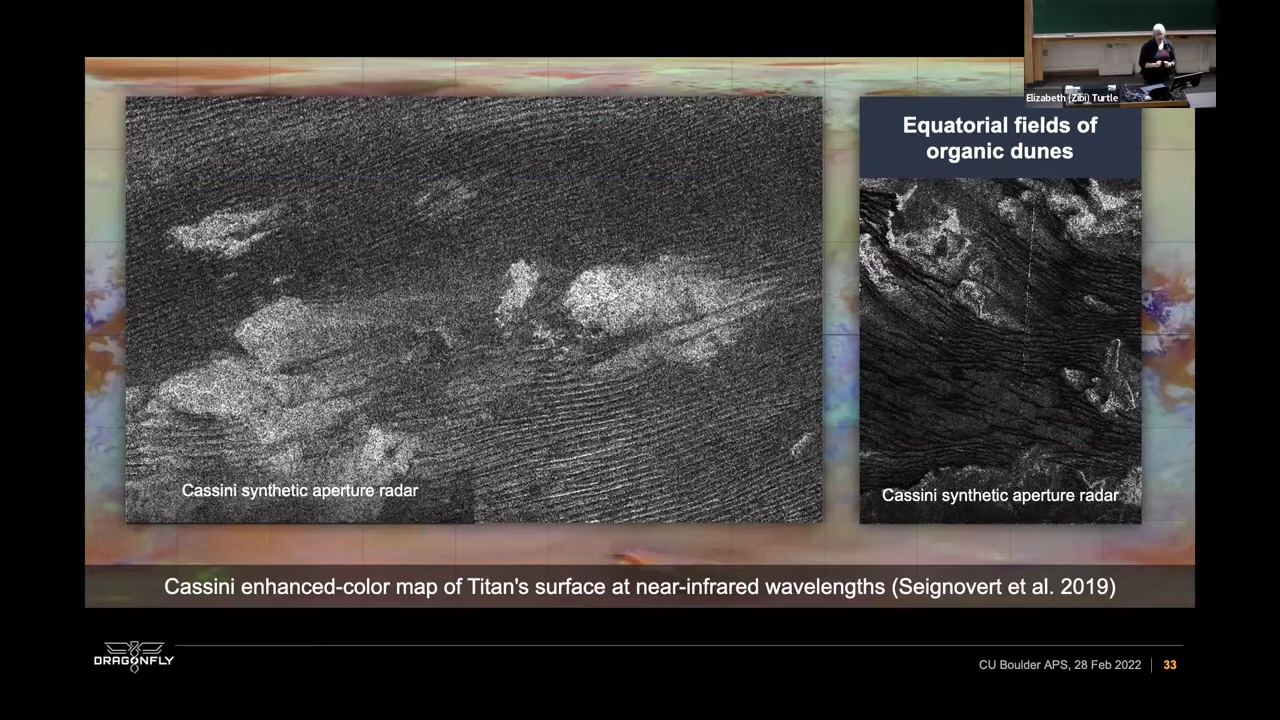 Elizabeth (Zibi) Turtle
Equatorial fields of
organic dunes
Cassini synthetic aperture radar
Cassini synthetic aperture radar
Cassini enhanced-color map of Titan's surface at near-infrared wavelengths (Seignovert et al. 2019)
DRAGONFLY
CU Boulder APS, 28 Feb 2022 | 33